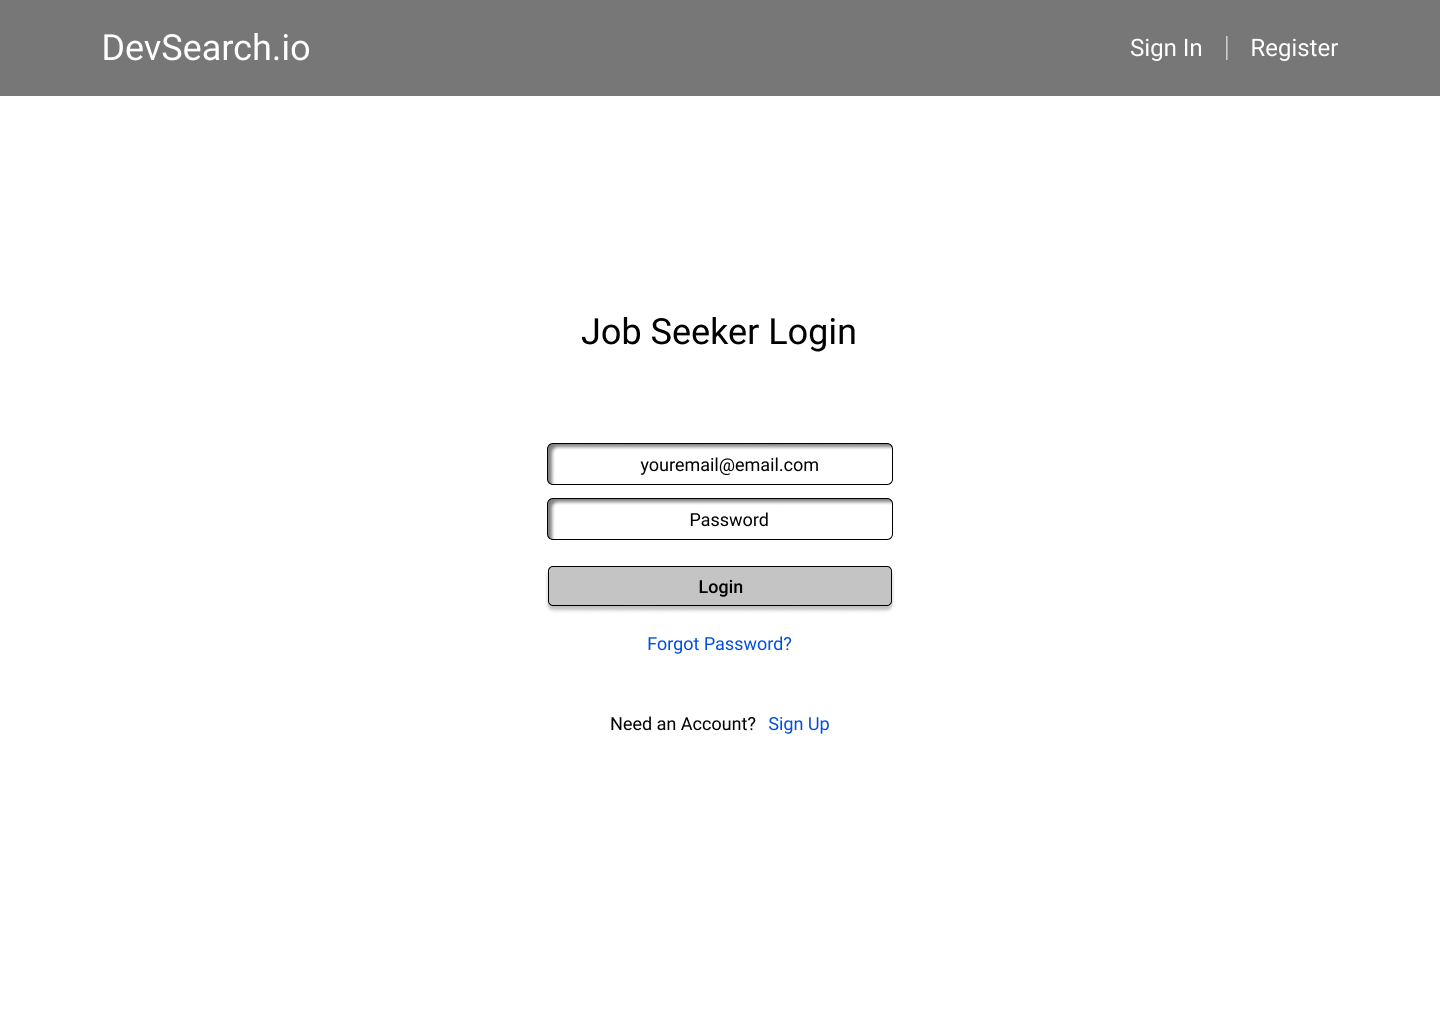 DevSearch.io
Sign In | Register
Job Seeker Login
youremail@email.com
Password
Login
Forgot Password?
Need an Account? Sign Up